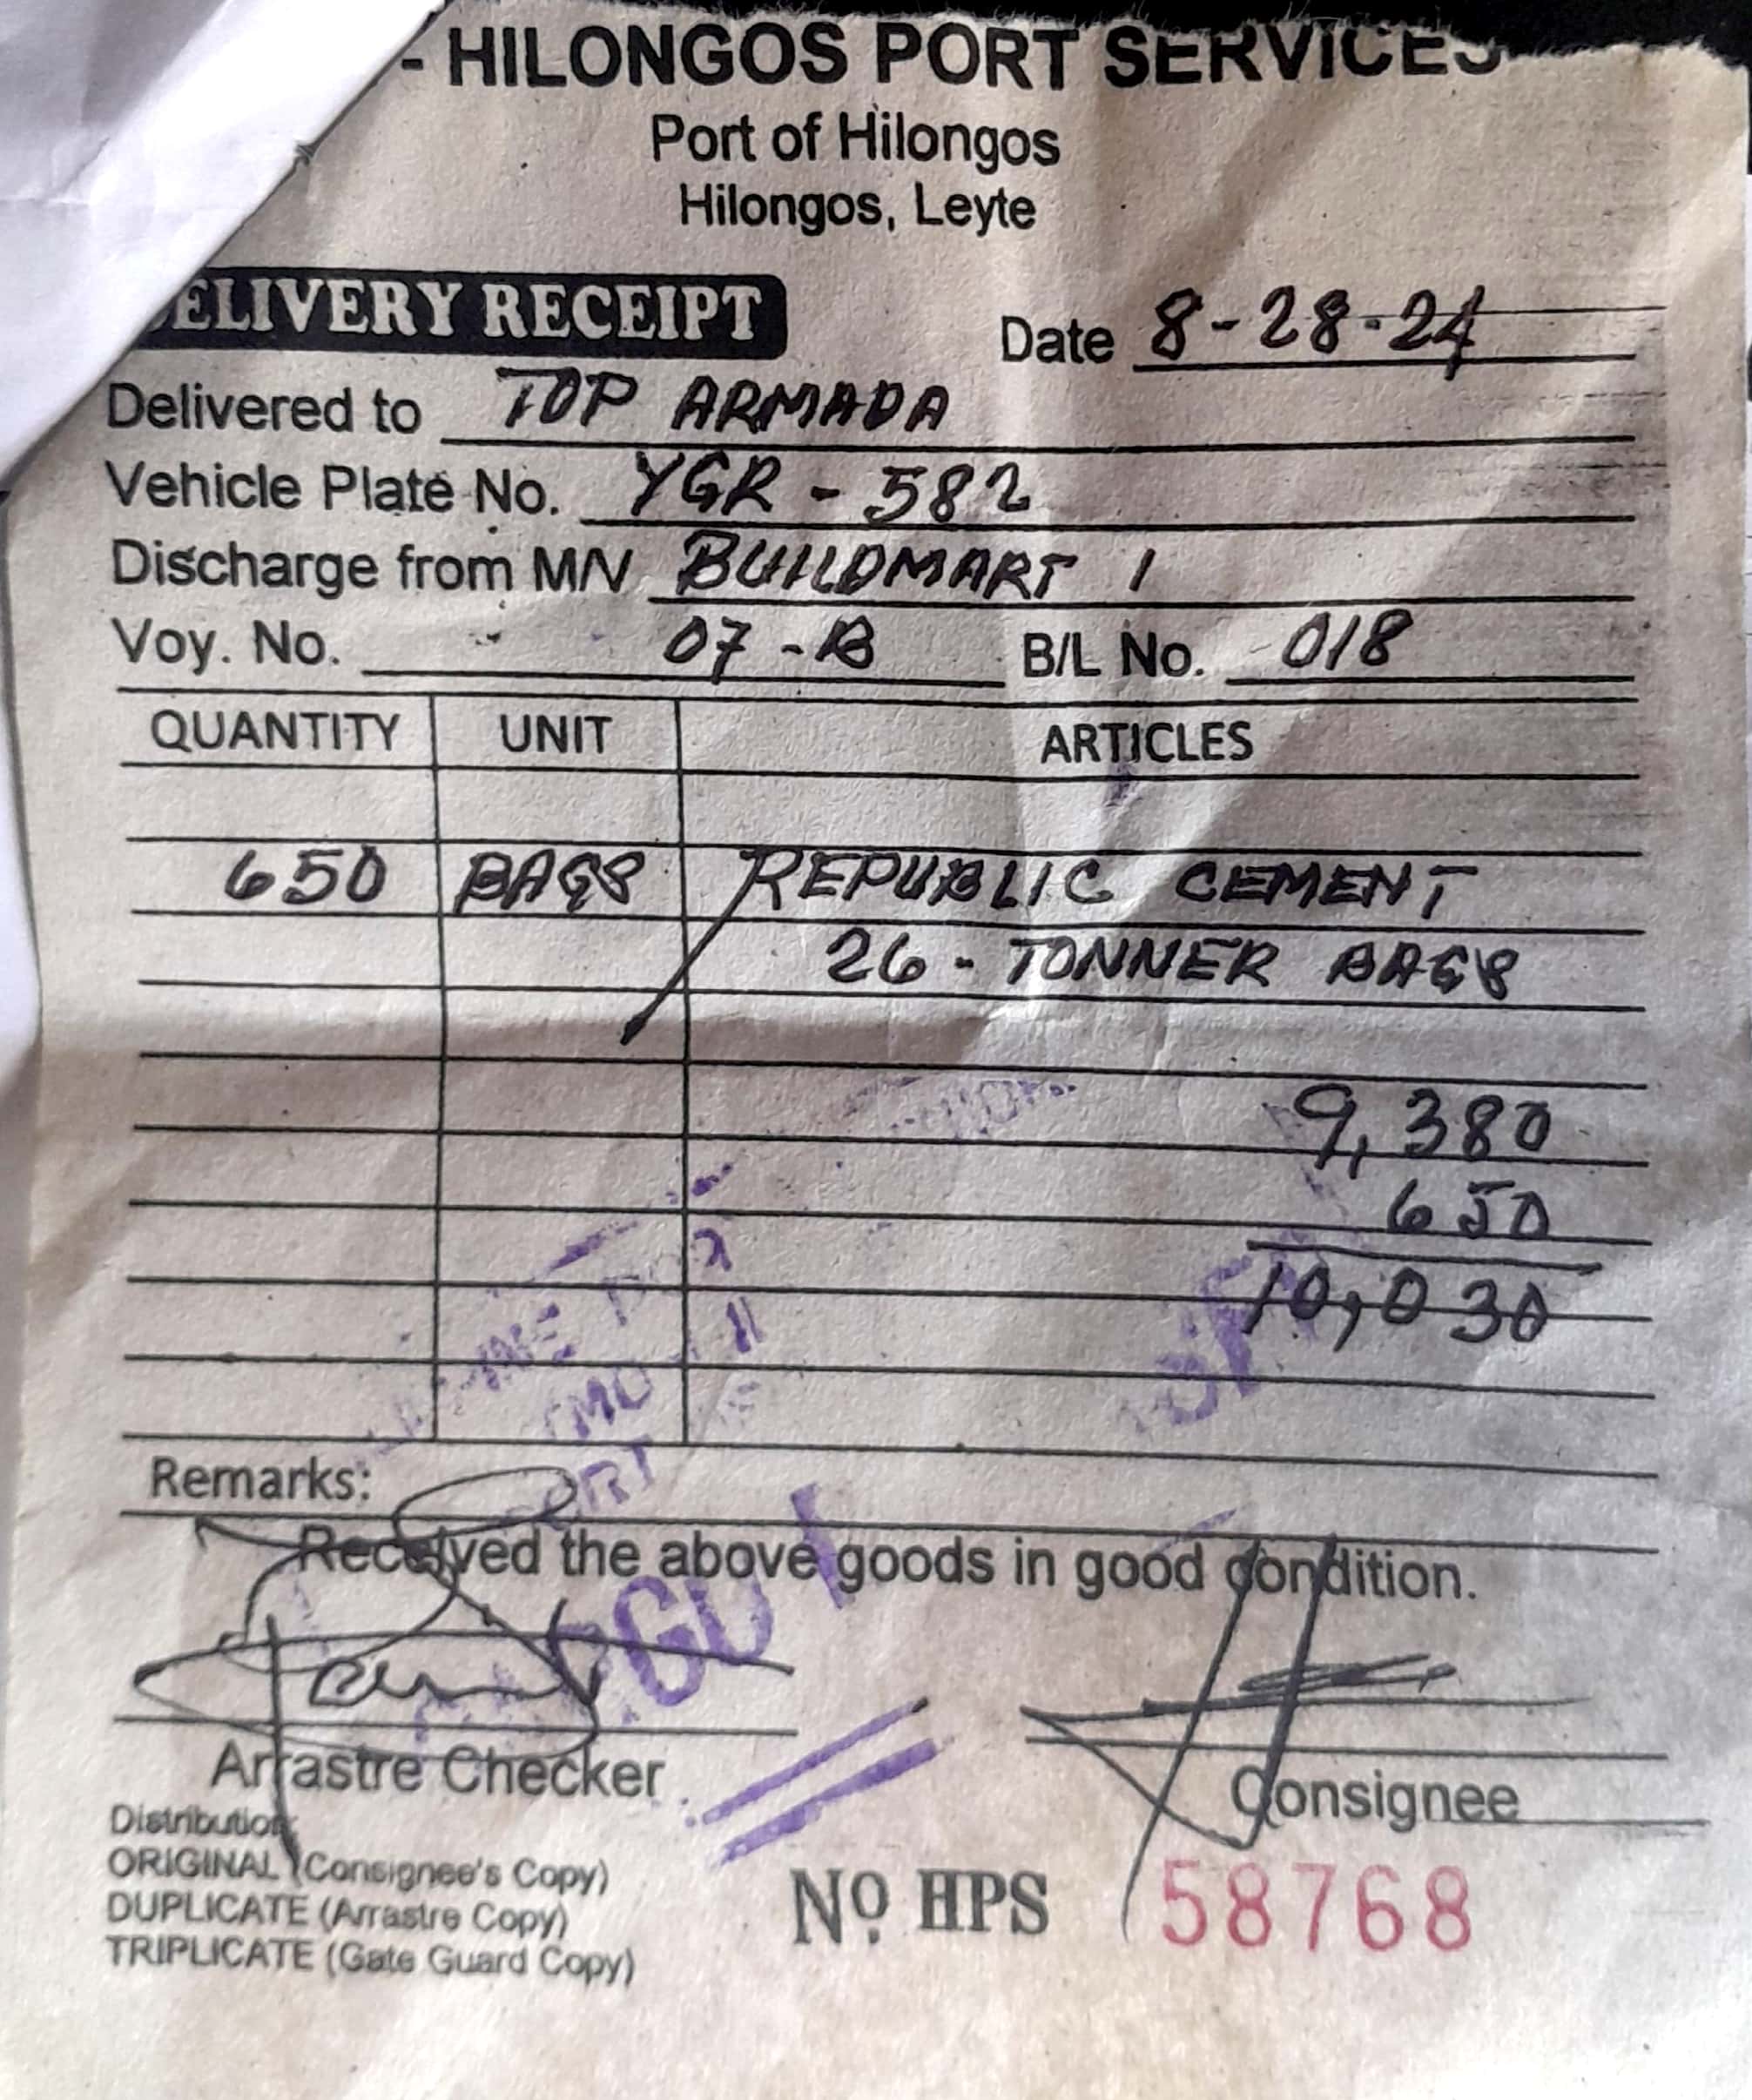 - HILONGOS PORT SERVICES
Port of Hilongos
Hilongos, Leyte
ELIVERY RECEIPT
Date 8-28-24
Delivered to TOP ARMADA
Vehicle Plate No. YGR - 582
Discharge from M/V BUILDMART 1
Voy. No. 07-B B/L No. 018
QUANTITY UNIT ARTICLES
650 BAGS REPUBLIC CEMENT
26 - TONNER BAGS
9,380
650
10,030
Remarks:
Received the above goods in good condition.
Arrastre Checker
Consignee
Distribution:
ORIGINAL (Consignee's Copy)
DUPLICATE (Arrastre Copy)
TRIPLICATE (Gate Guard Copy)
Nº HPS 58768